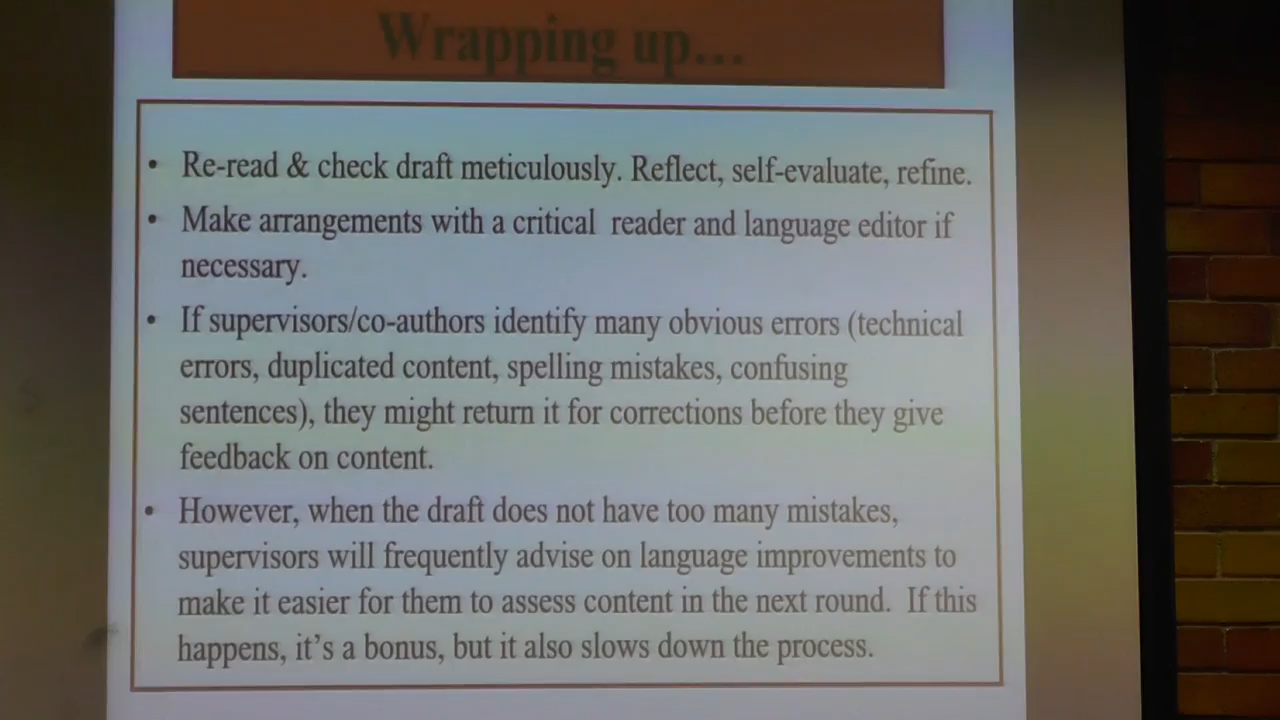 Wrapping up...
• Re-read & check draft meticulously. Reflect, self-evaluate, refine.
• Make arrangements with a critical reader and language editor if
necessary.
• If supervisors/co-authors identify many obvious errors (technical
errors, duplicated content, spelling mistakes, confusing
sentences), they might return it for corrections before they give
feedback on content.
• However, when the draft does not have too many mistakes,
supervisors will frequently advise on language improvements to
make it easier for them to assess content in the next round. If this
happens, it's a bonus, but it also slows down the process.